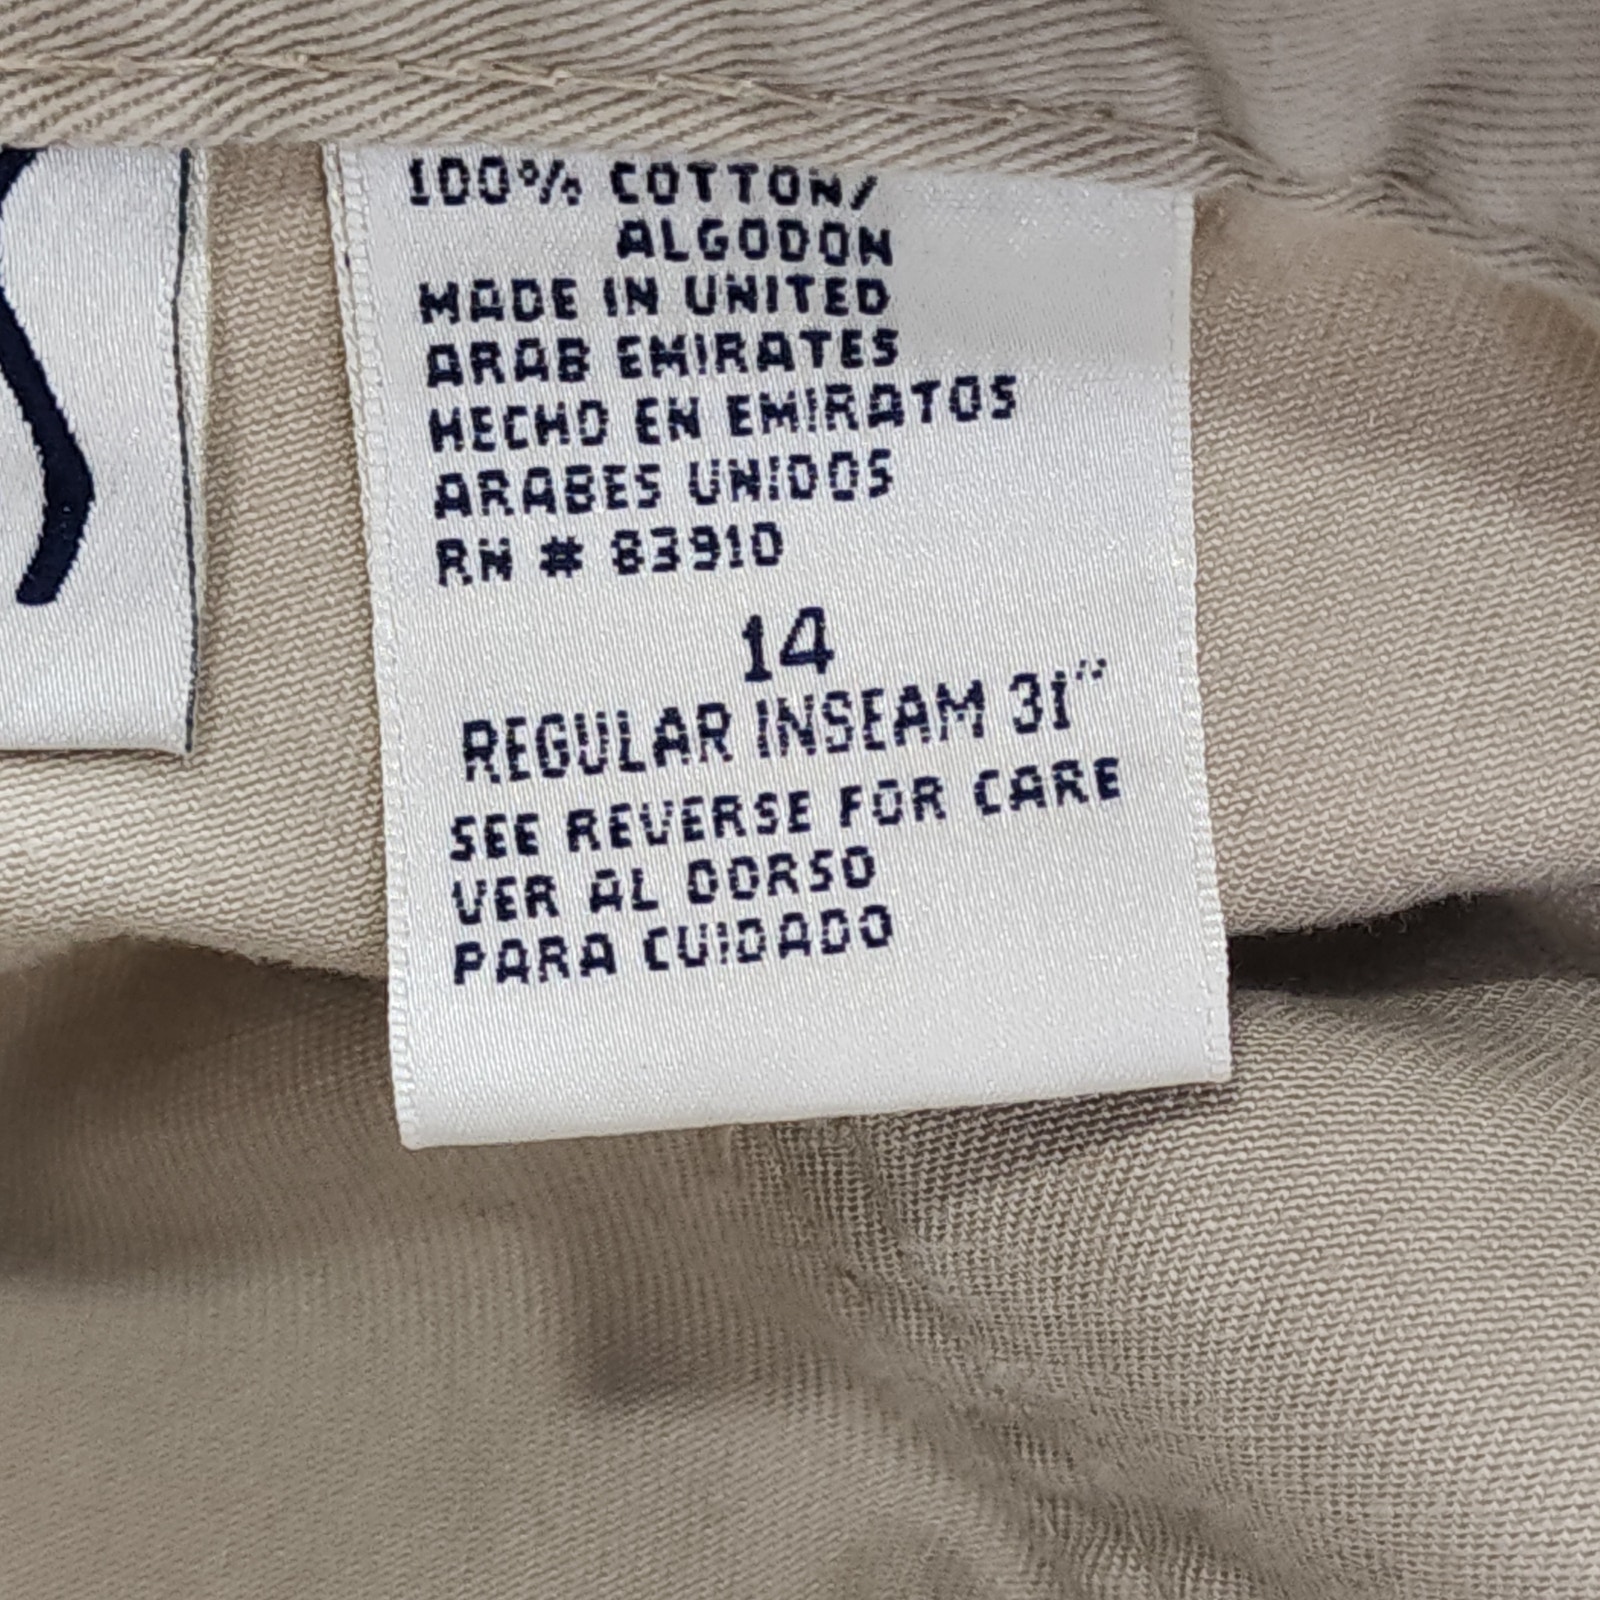 100% COTTON/
ALGODON
MADE IN UNITED
ARAB EMIRATES
HECHO EN EMIRATOS
ARABES UNIDOS
RN # 83910
14
REGULAR INSEAM 31"
SEE REVERSE FOR CARE
VER AL DORSO
PARA CUIDADO